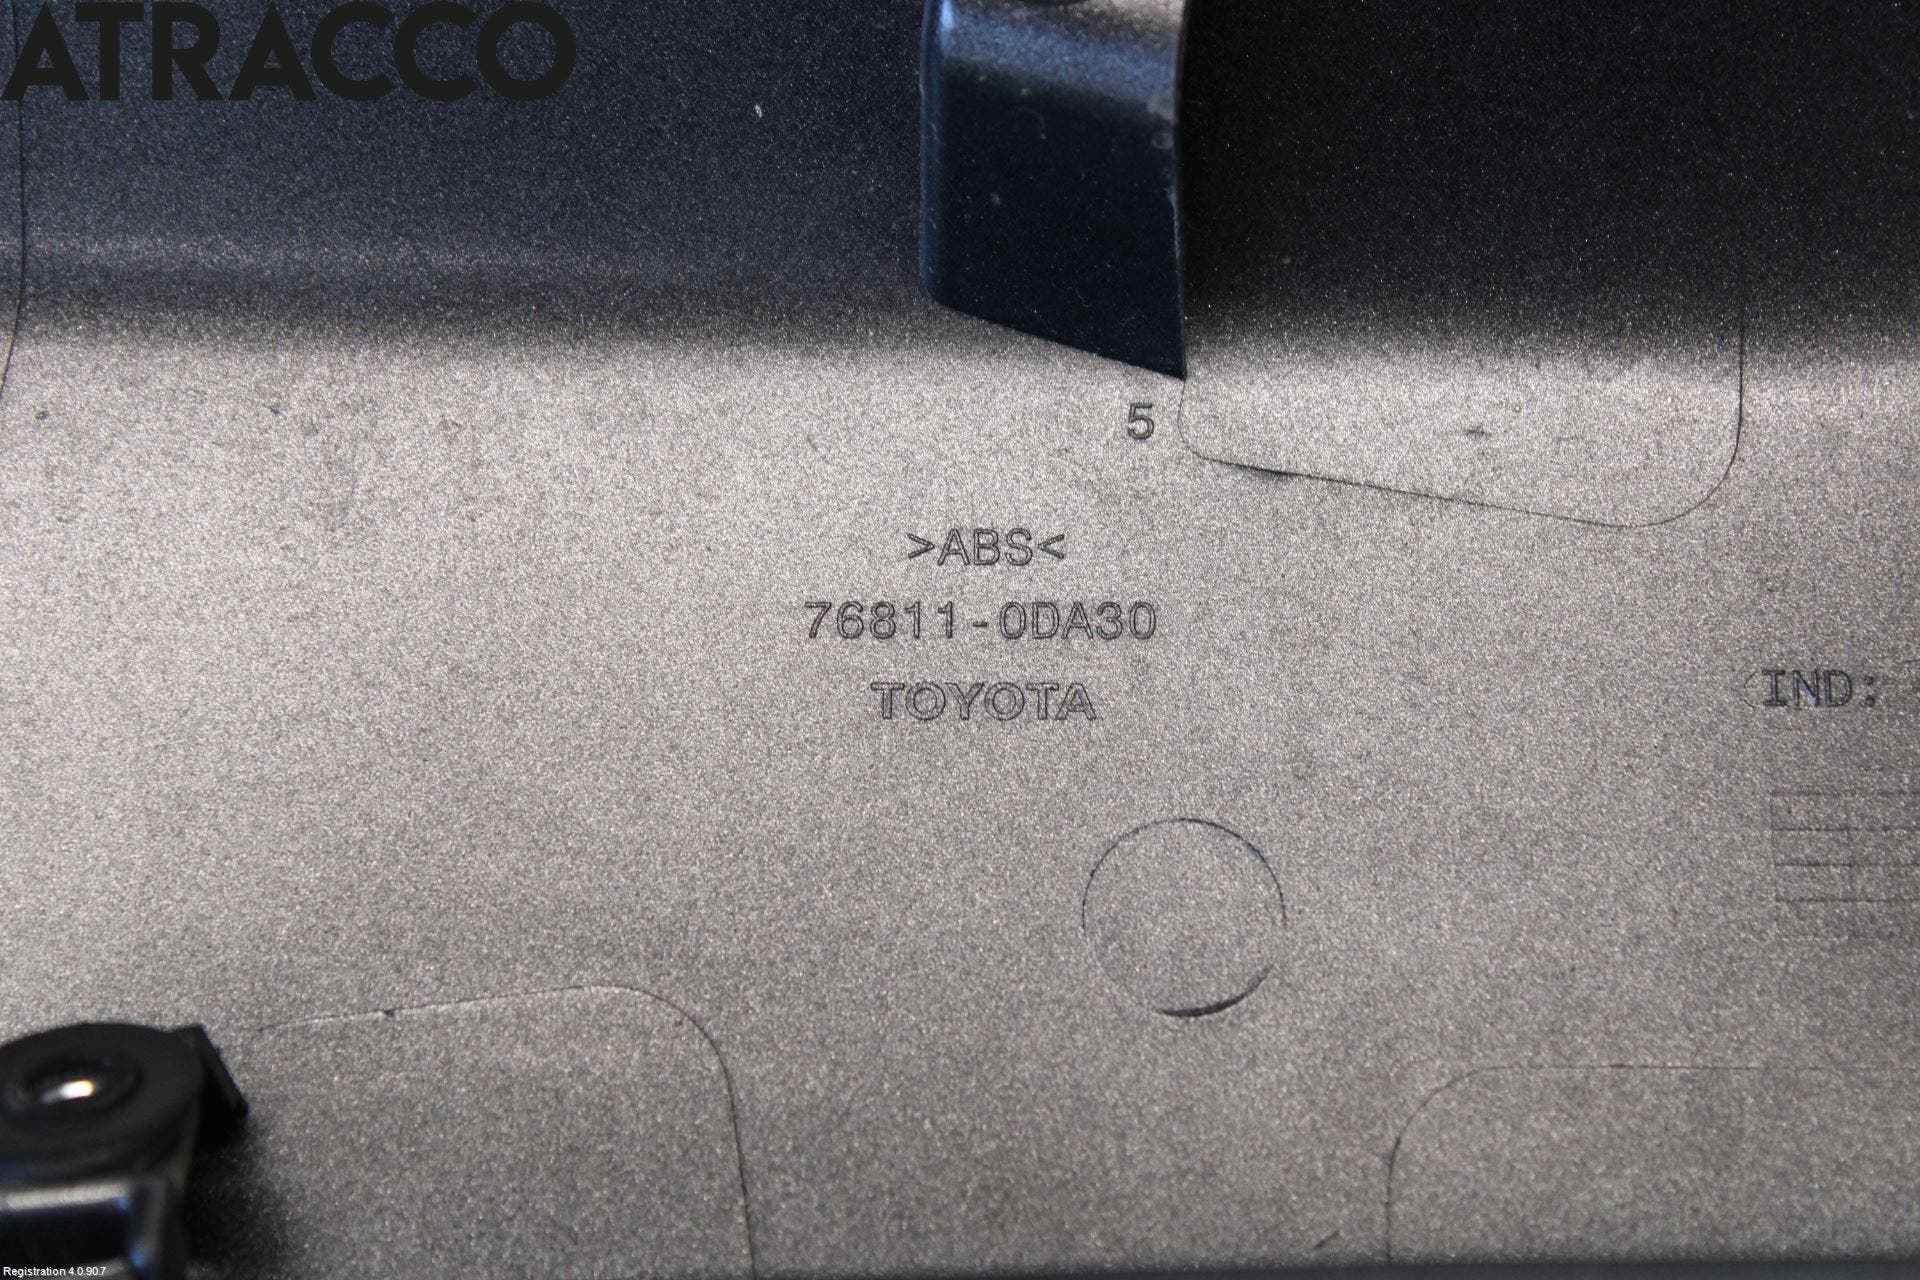 ATRACCO
5
>ABS<
76811-0DA30
TOYOTA
IND:
Registration 4.0.90.7